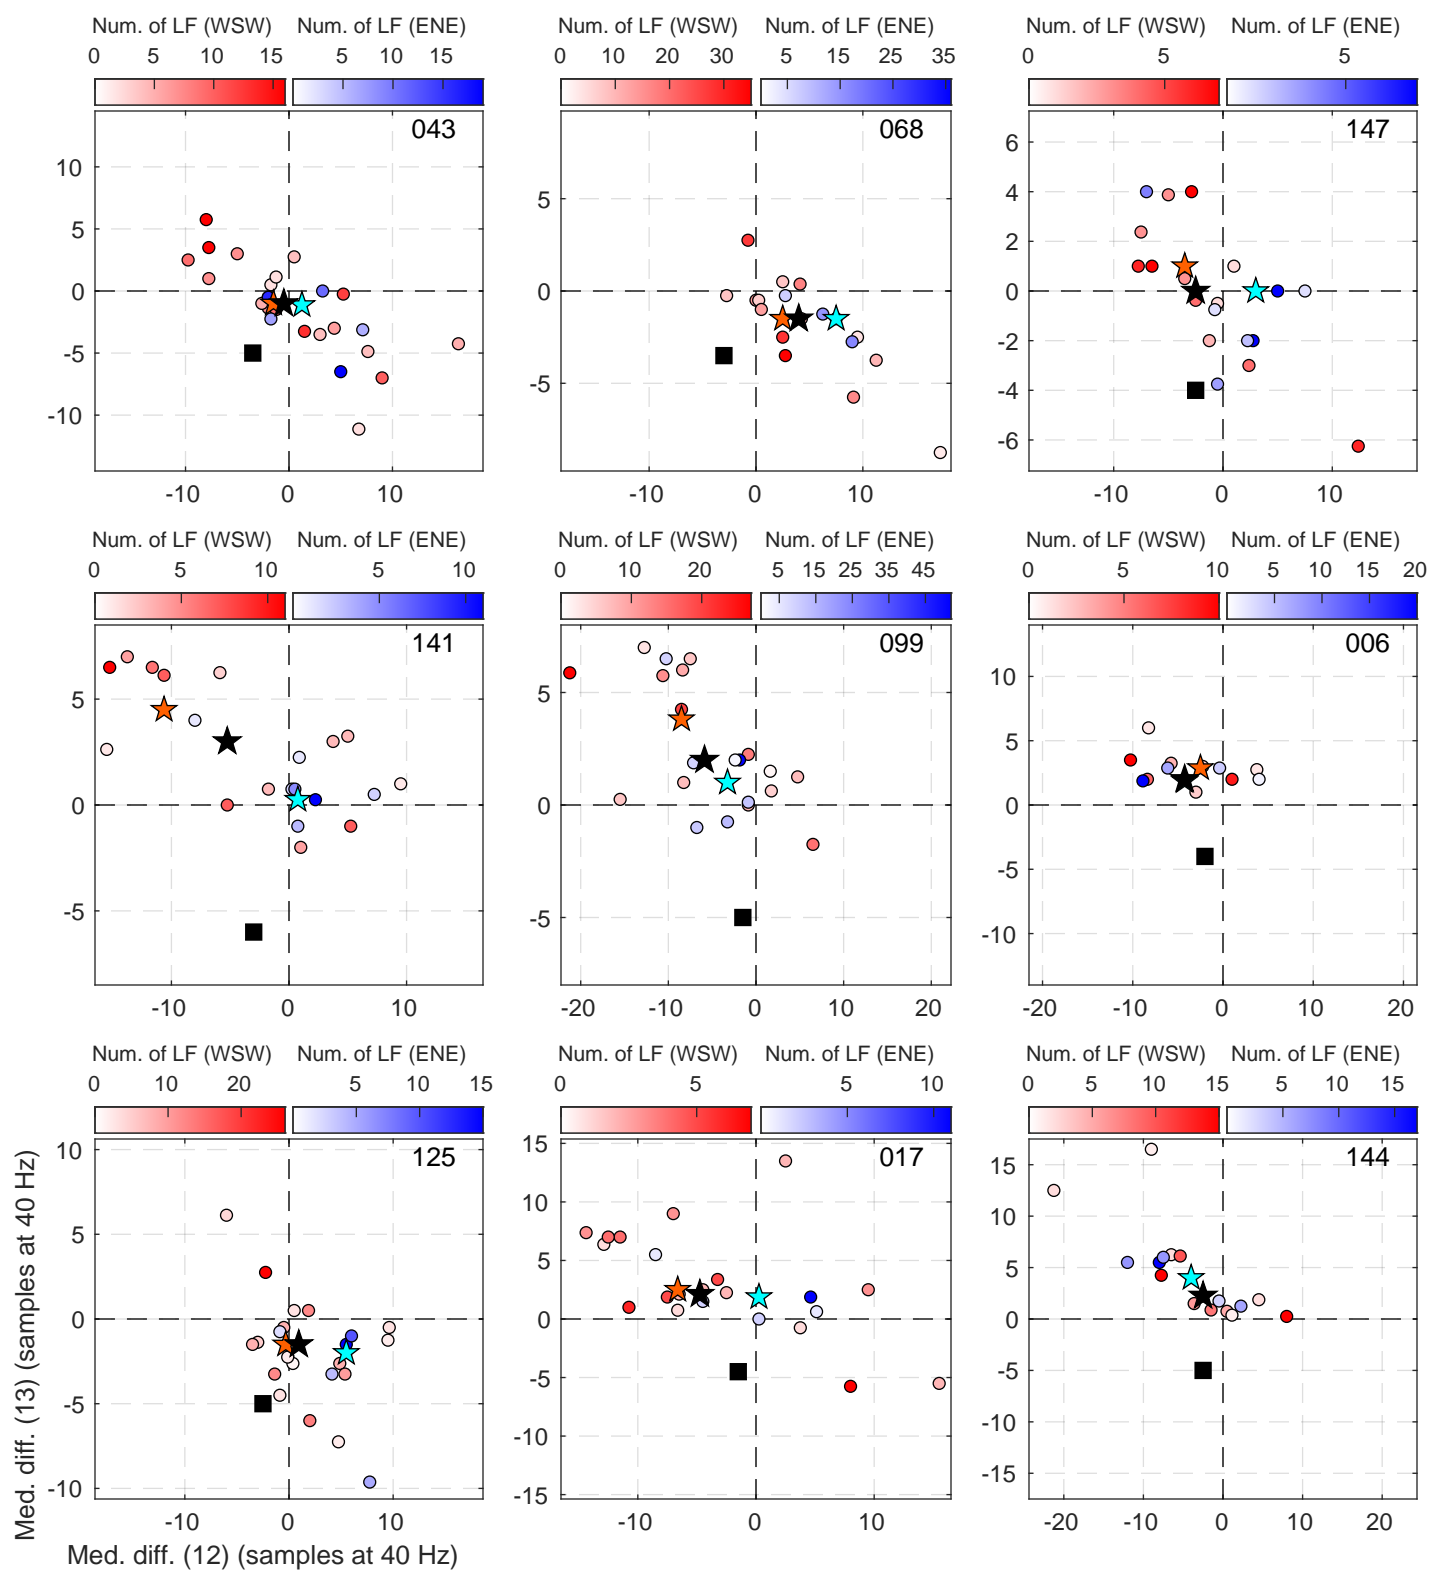 Num. of LF (WSW) Num. of LF (ENE) Num. of LF (WSW) Num. of LF (ENE) Num. of LF (WSW) Num. of LF (ENE)
0 5 10 15 5 10 15 0 10 20 30 5 15 25 35 0 5 5
043 068 147
10 5 0 -5 -10
5 0 -5
6 4 2 0 -2 -4 -6
-10 0 10 -10 0 10 -10 0 10
Num. of LF (WSW) Num. of LF (ENE) Num. of LF (WSW) Num. of LF (ENE) Num. of LF (WSW) Num. of LF (ENE)
0 5 10 5 10 0 10 20 5 15 25 35 45 0 5 10 5 10 15 20
141 099 006
5 0 -5
5 0 -5
10 5 0 -5 -10
-10 0 10 -20 -10 0 10 20 -20 -10 0 10 20
Num. of LF (WSW) Num. of LF (ENE) Num. of LF (WSW) Num. of LF (ENE) Num. of LF (WSW) Num. of LF (ENE)
0 10 20 5 10 15 0 5 5 10 0 5 10 15 5 10 15
125 017 144
10 5 0 -5 -10
15 10 5 0 -5 -10 -15
15 10 5 0 -5 -10 -15
-10 0 10 -10 0 10 -20 -10 0 10 20
Med. diff. (13) (samples at 40 Hz)
Med. diff. (12) (samples at 40 Hz)